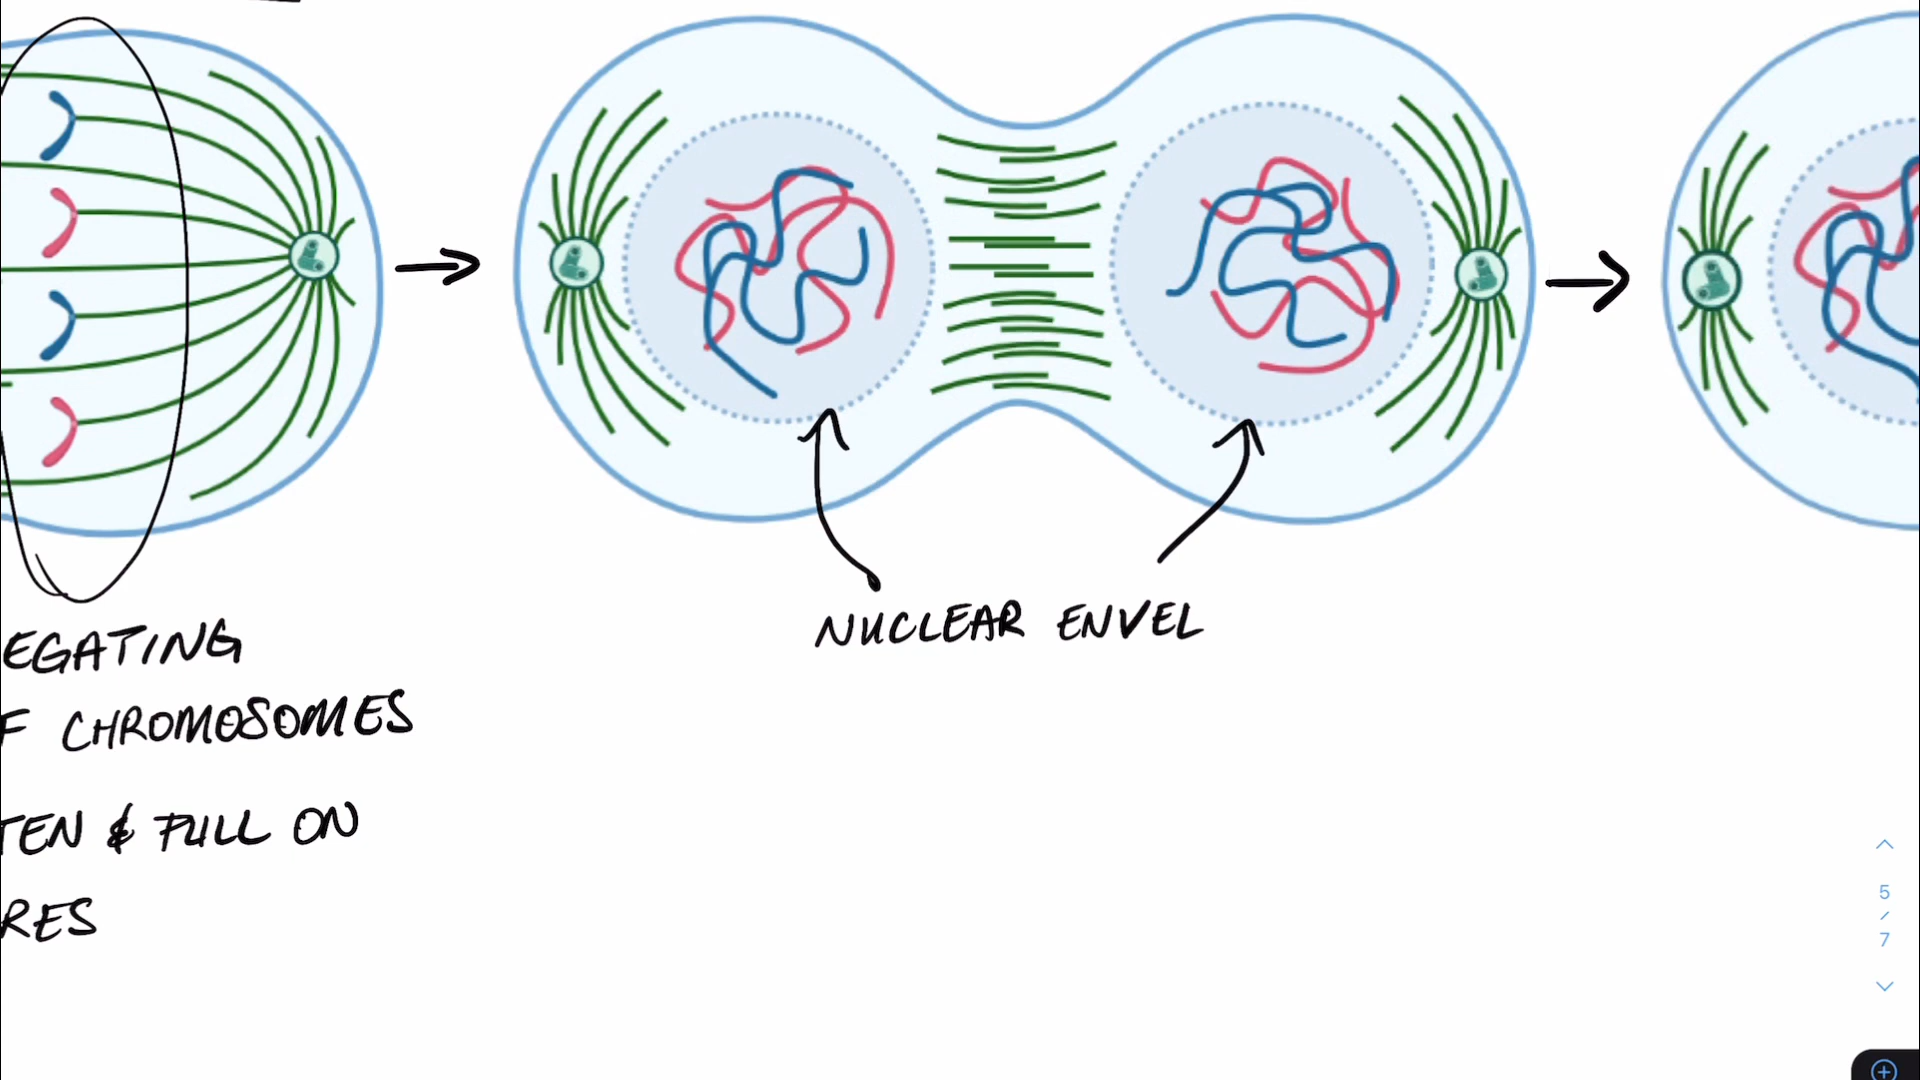 NUCLEAR ENVEL
EGATING
F CHROMOSOMES
TEN & PULL ON
RES
5
/
7